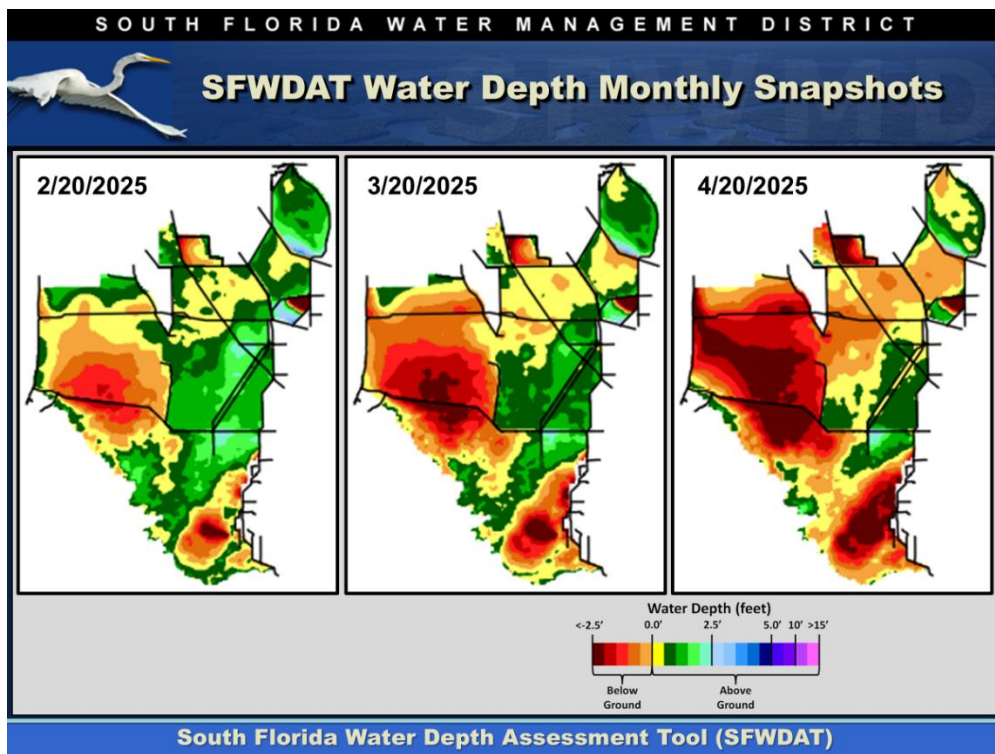 SOUTH FLORIDA WATER MANAGEMENT DISTRICT
SFWDAT Water Depth Monthly Snapshots
2/20/2025
3/20/2025
4/20/2025
Water Depth (feet)
<-2.5' 0.0' 2.5' 5.0' 10' >15'
Below Ground
Above Ground
South Florida Water Depth Assessment Tool (SFWDAT)